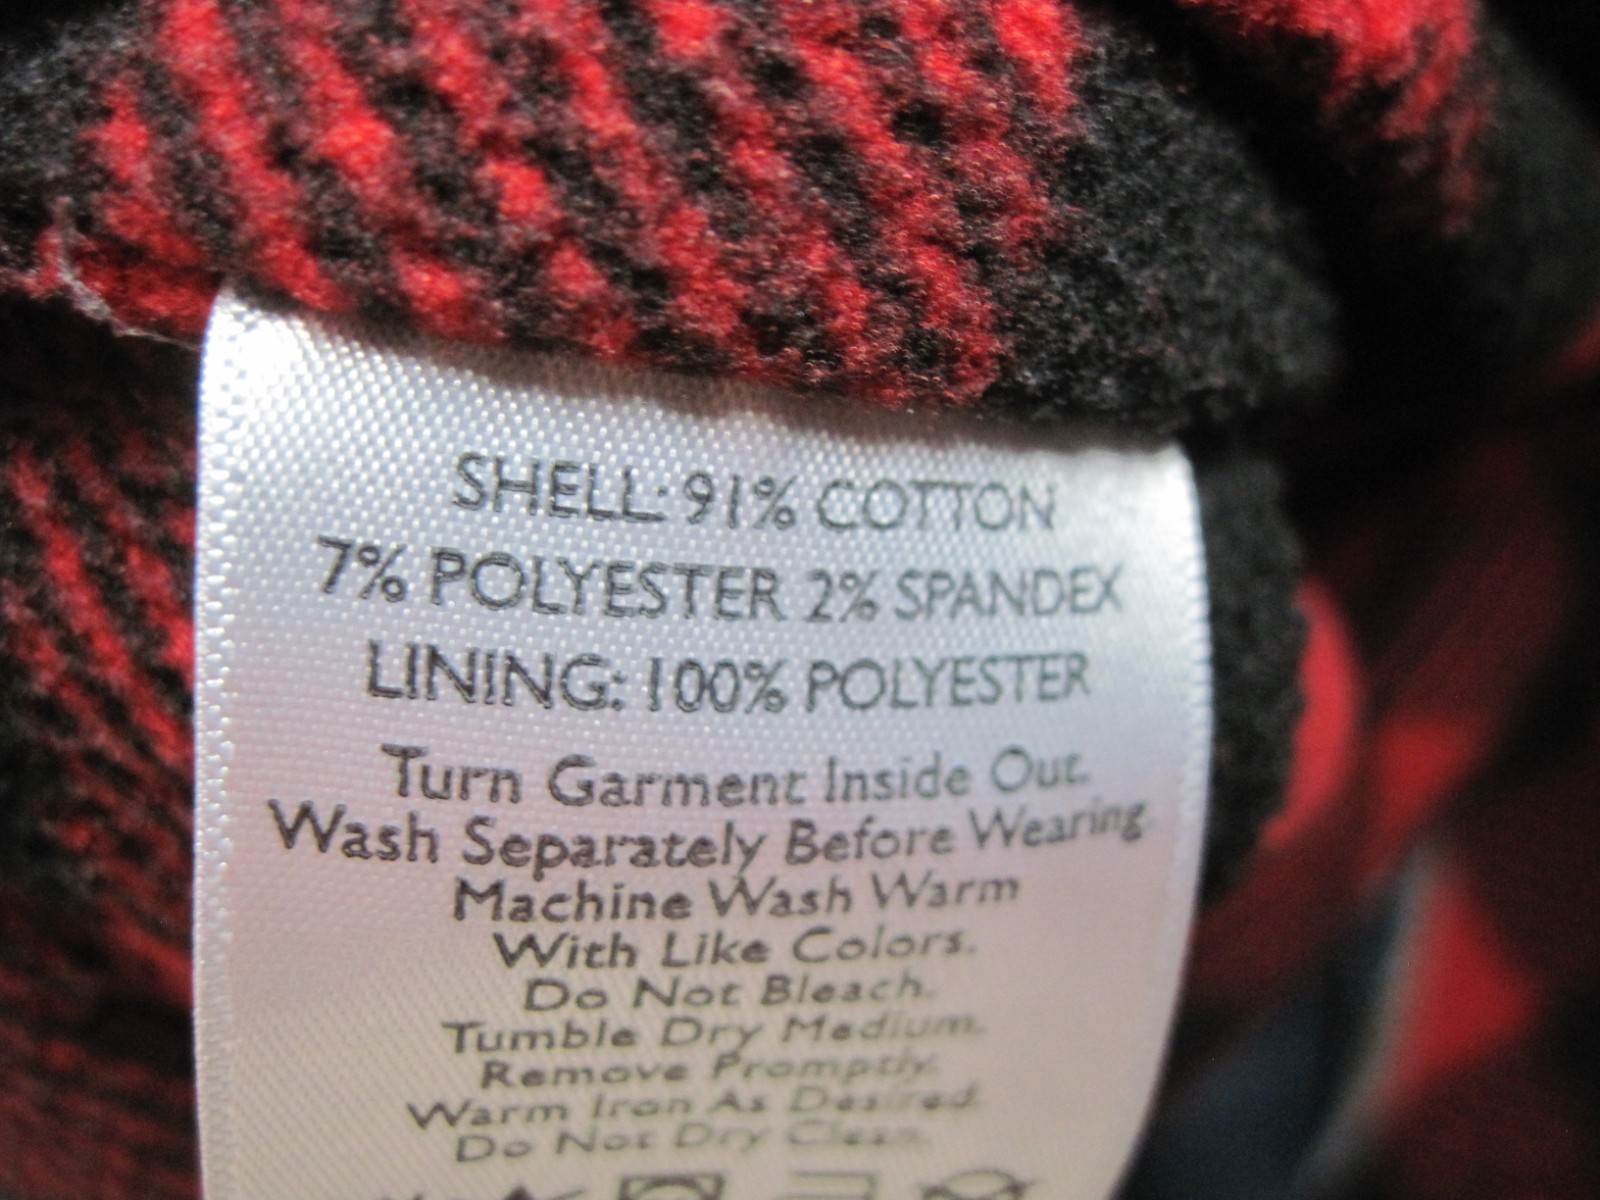 SHELL: 91% COTTON
7% POLYESTER 2% SPANDEX
LINING: 100% POLYESTER
Turn Garment Inside Out.
Wash Separately Before Wearing.
Machine Wash Warm
With Like Colors.
Do Not Bleach.
Tumble Dry Medium.
Remove Promptly.
Warm Iron As Desired.
Do Not Dry Clean.